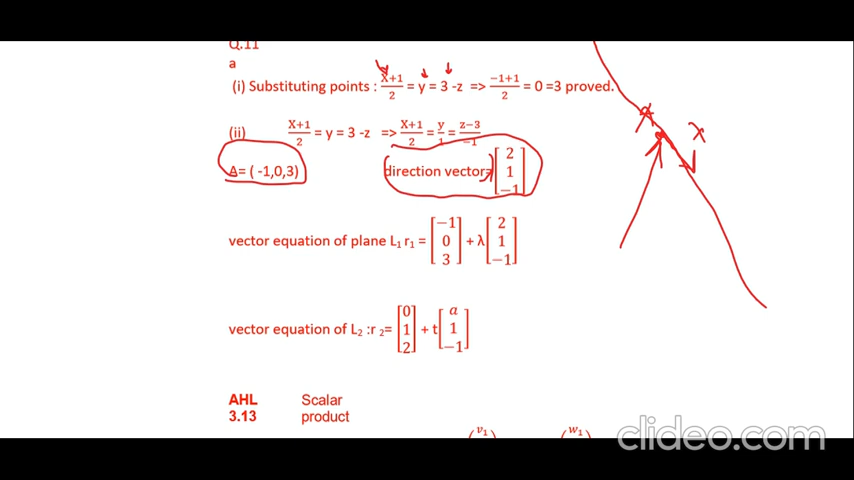 Q.11
a
(i) Substituting points : X+1/2 = y = 3 -z => −1+1/2 = 0 =3 proved.
(ii) X+1/2 = y = 3 -z => X+1/2 = y/1 = z−3/−1
A= ( -1,0,3) direction vector= [2 1 −1]
vector equation of plane L₁ r₁ = [−1 0 3] + λ [2 1 −1]
vector equation of L₂ :r ₂= [0 1 2] + t [a 1 −1]
AHL Scalar
3.13 product
v₁ w₁
clideo.com